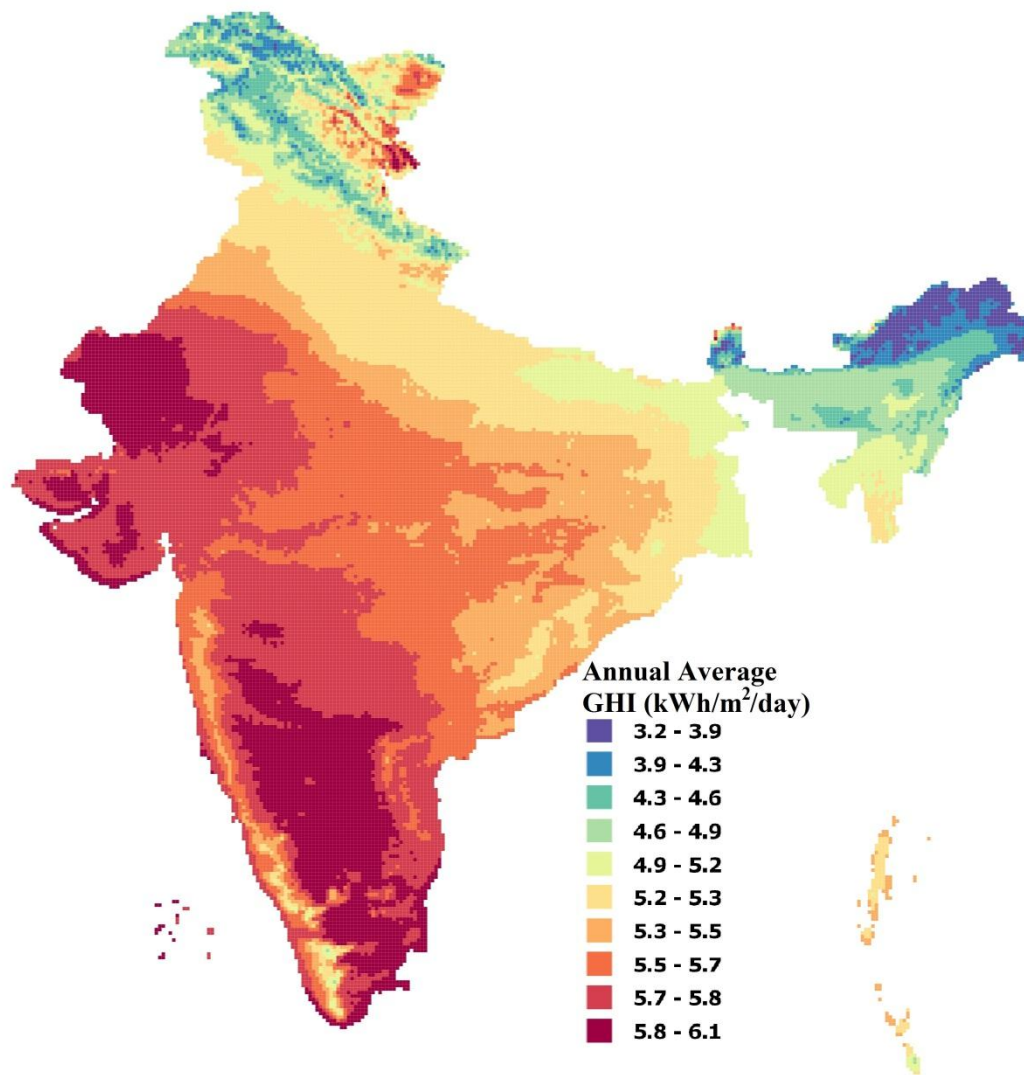 Annual Average
GHI (kWh/m²/day)
3.2 - 3.9
3.9 - 4.3
4.3 - 4.6
4.6 - 4.9
4.9 - 5.2
5.2 - 5.3
5.3 - 5.5
5.5 - 5.7
5.7 - 5.8
5.8 - 6.1